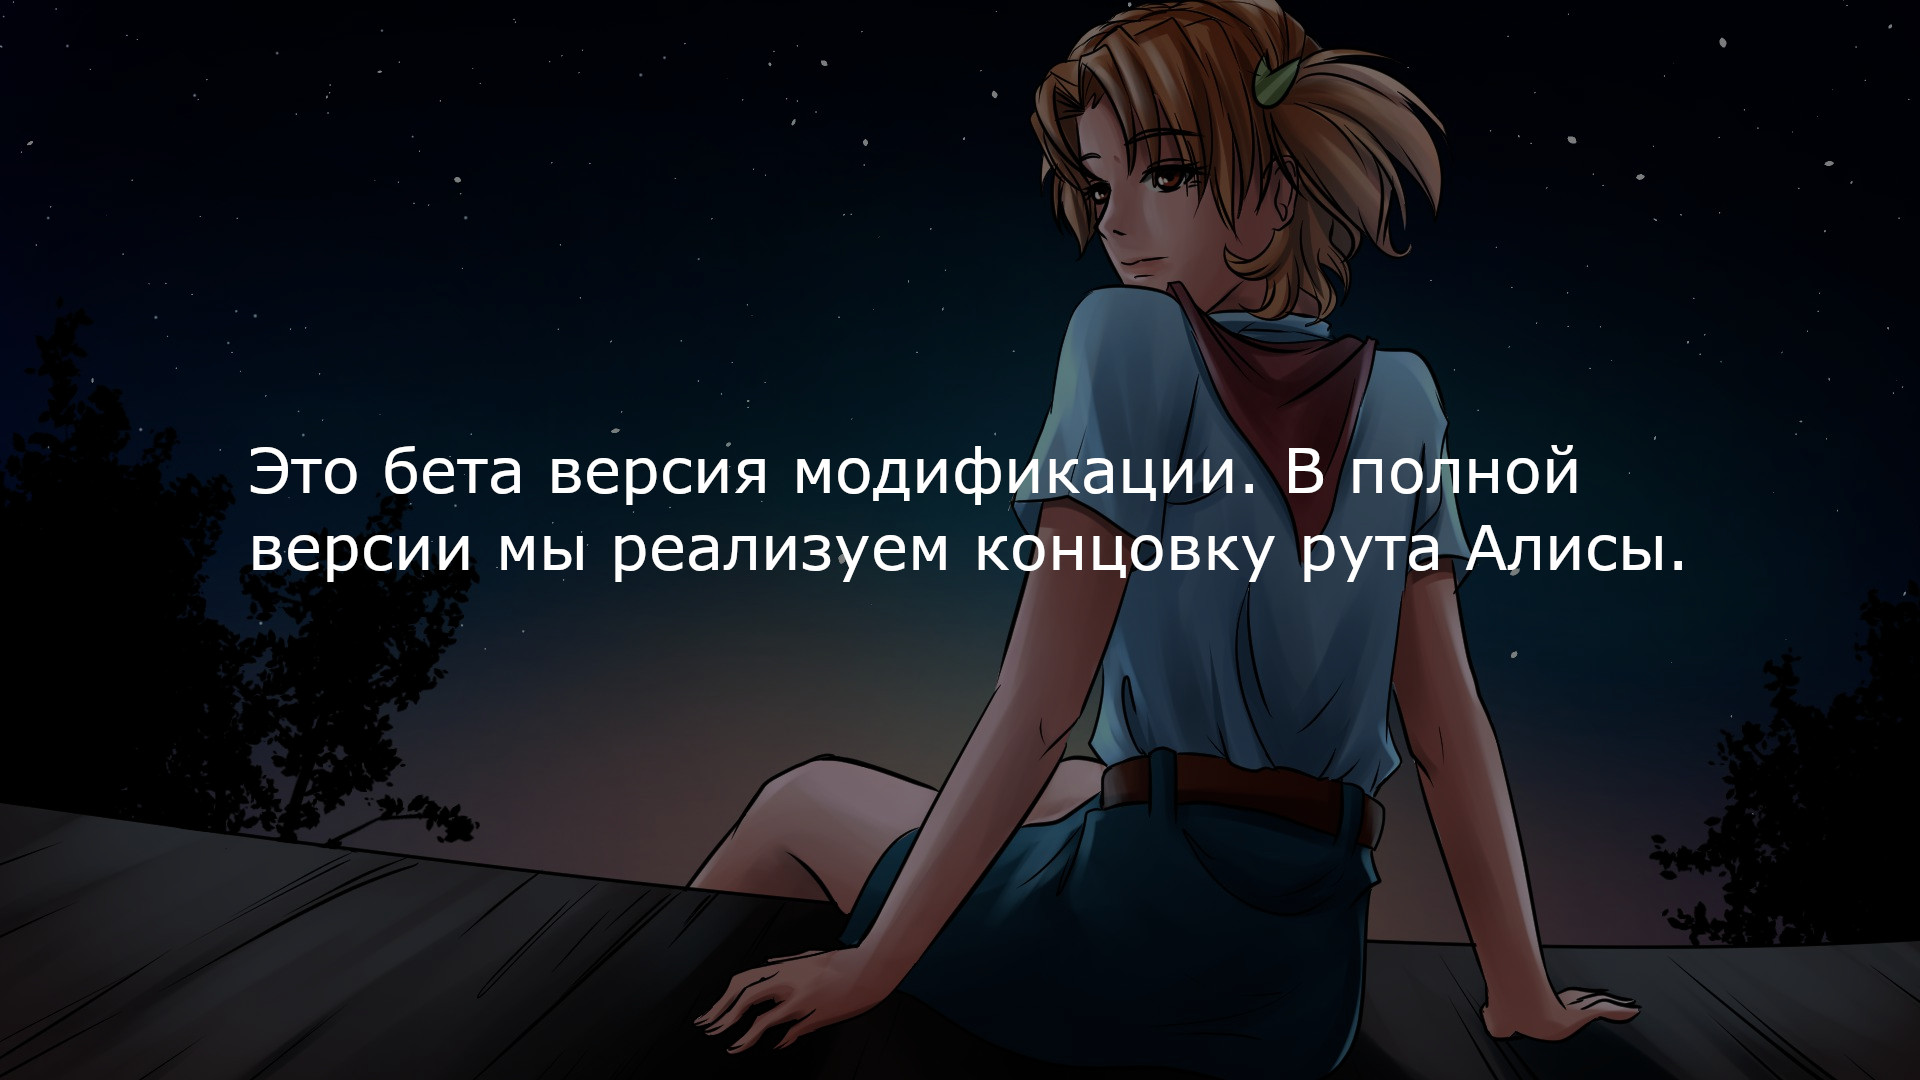 Это бета версия модификации. В полной
версии мы реализуем концовку рута Алисы.